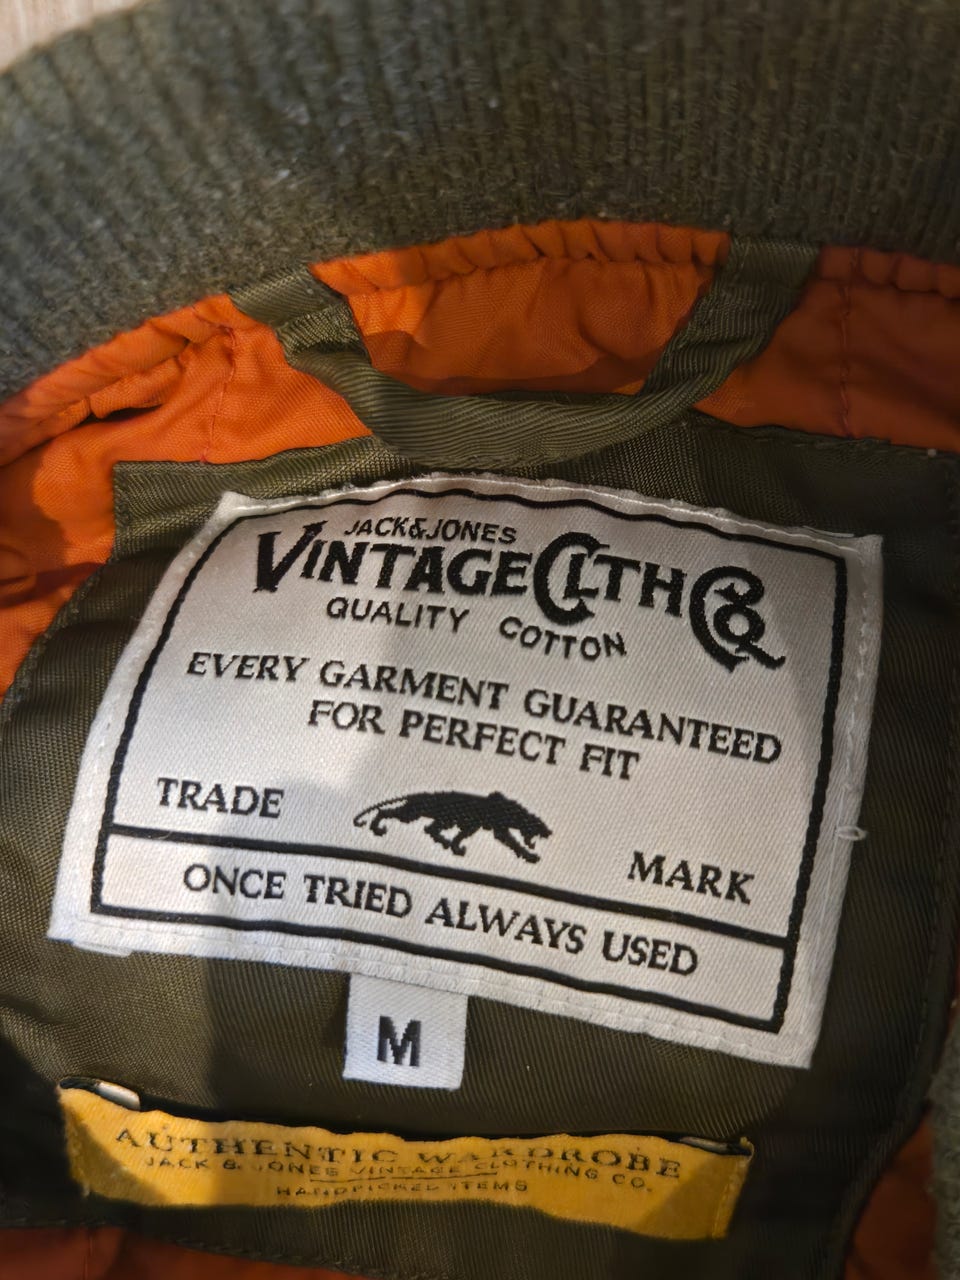 JACK&JONES
VINTAGE CLTH Co
QUALITY COTTON
EVERY GARMENT GUARANTEED
FOR PERFECT FIT
TRADE MARK
ONCE TRIED ALWAYS USED
M
AUTHENTIC WARDROBE
JACK & JONES VINTAGE CLOTHING CO.
HANDPICKED ITEMS